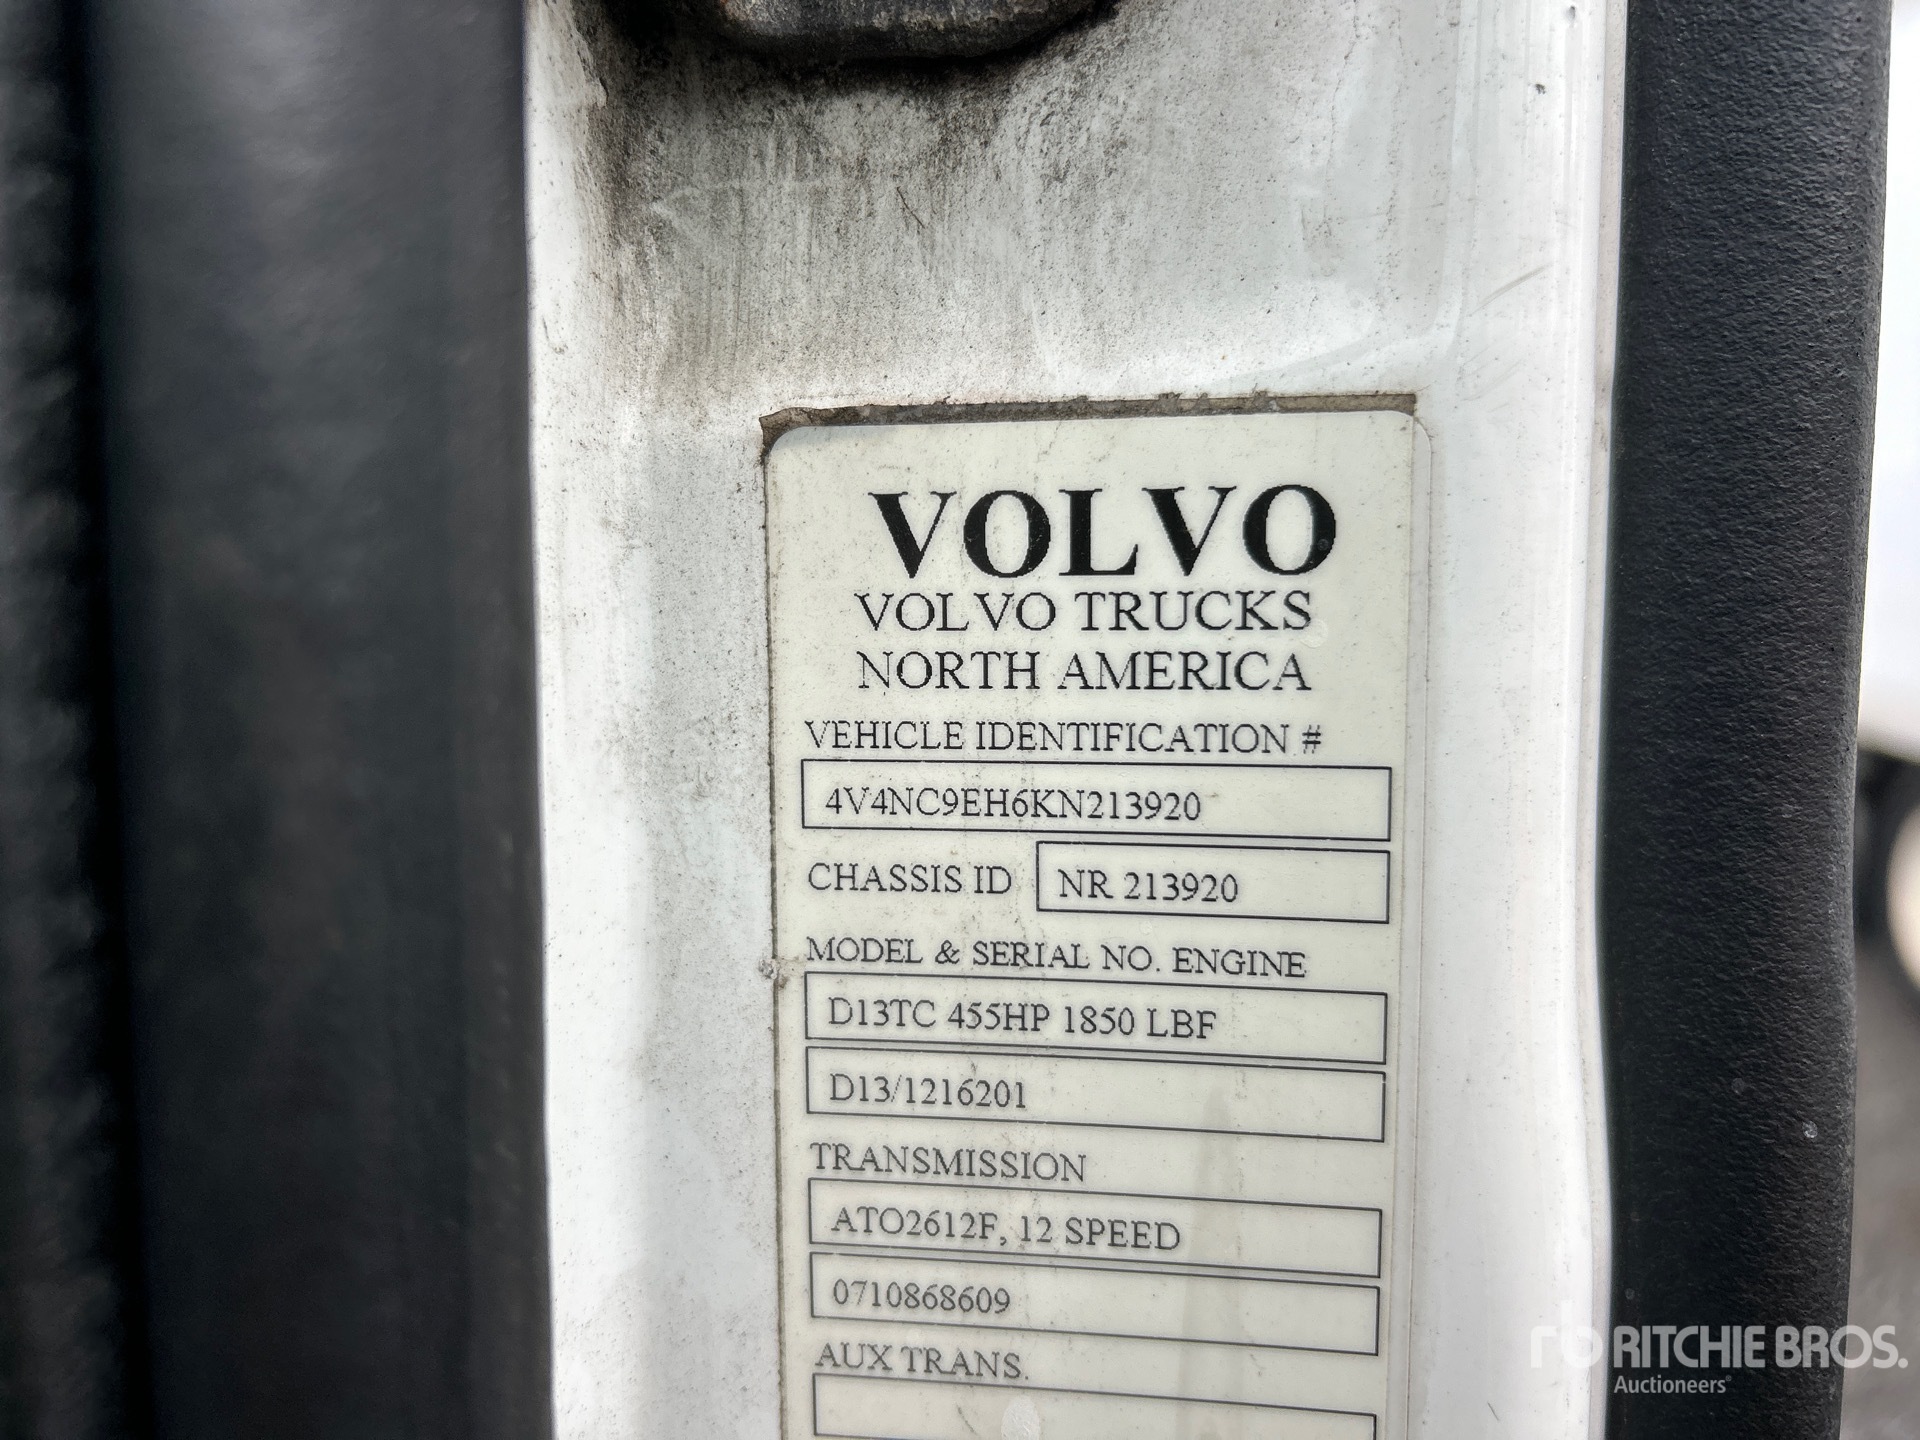 VOLVO
VOLVO TRUCKS
NORTH AMERICA
VEHICLE IDENTIFICATION #
4V4NC9EH6KN213920
CHASSIS ID NR 213920
MODEL & SERIAL NO. ENGINE
D13TC 455HP 1850 LBF
D13/1216201
TRANSMISSION
ATO2612F, 12 SPEED
0710868609
AUX TRANS.
RITCHIE BROS.
Auctioneers